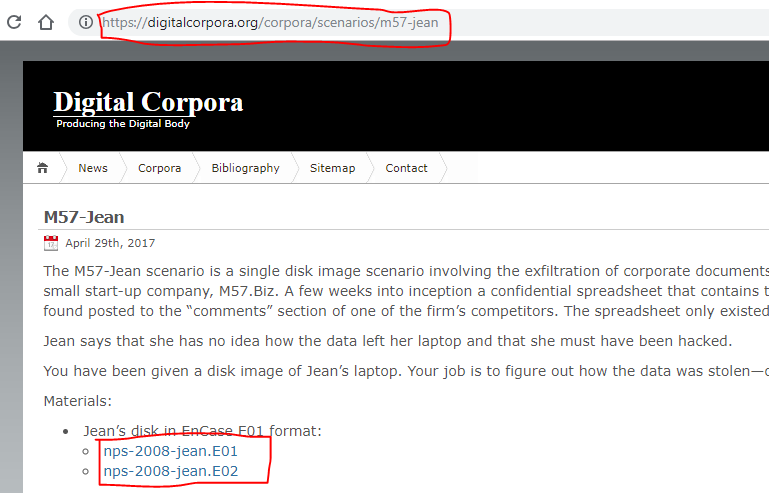 https://digitalcorpora.org/corpora/scenarios/m57-jean
Digital Corpora
Producing the Digital Body
News
Corpora
Bibliography
Sitemap
Contact
M57-Jean
April 29th, 2017
The M57-Jean scenario is a single disk image scenario involving the exfiltration of corporate documents
small start-up company, M57.Biz. A few weeks into inception a confidential spreadsheet that contains t
found posted to the “comments” section of one of the firm’s competitors. The spreadsheet only existed
Jean says that she has no idea how the data left her laptop and that she must have been hacked.
You have been given a disk image of Jean’s laptop. Your job is to figure out how the data was stolen—
Materials:
Jean’s disk in EnCase E01 format:
nps-2008-jean.E01
nps-2008-jean.E02